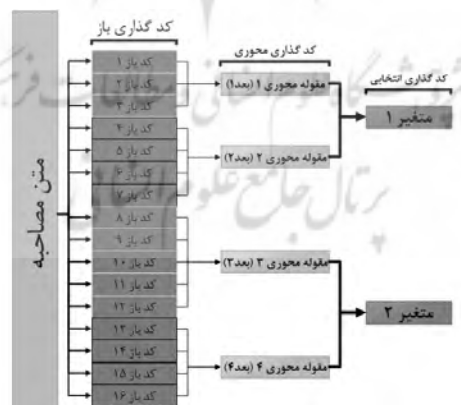 کد گذاری باز
کد گذاری محوری
کد گذاری انتخابی
متن مصاحبه
کد باز ۱
کد باز ۲
کد باز ۳
کد باز ۴
کد باز ۵
کد باز ۶
کد باز ۷
کد باز ۸
کد باز ۹
کد باز ۱۰
کد باز ۱۱
کد باز ۱۲
کد باز ۱۳
کد باز ۱۴
کد باز ۱۵
کد باز ۱۶
مقوله محوری ۱ (بعد۱)
مقوله محوری ۲ (بعد۲)
مقوله محوری ۳ (بعد۳)
مقوله محوری ۴ (بعد۴)
متغیر ۱
متغیر ۲
پرتال جامع علوم انسانی